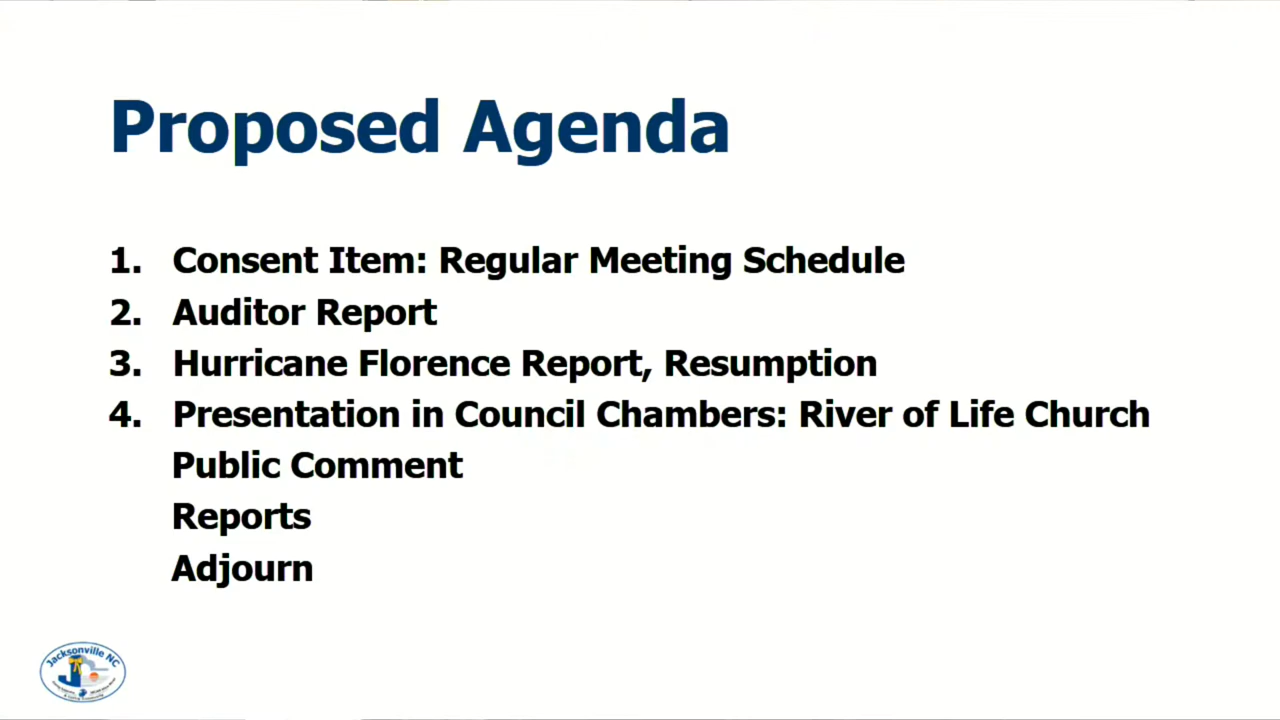 Proposed Agenda
1. Consent Item: Regular Meeting Schedule
2. Auditor Report
3. Hurricane Florence Report, Resumption
4. Presentation in Council Chambers: River of Life Church
Public Comment
Reports
Adjourn
Jacksonville NC